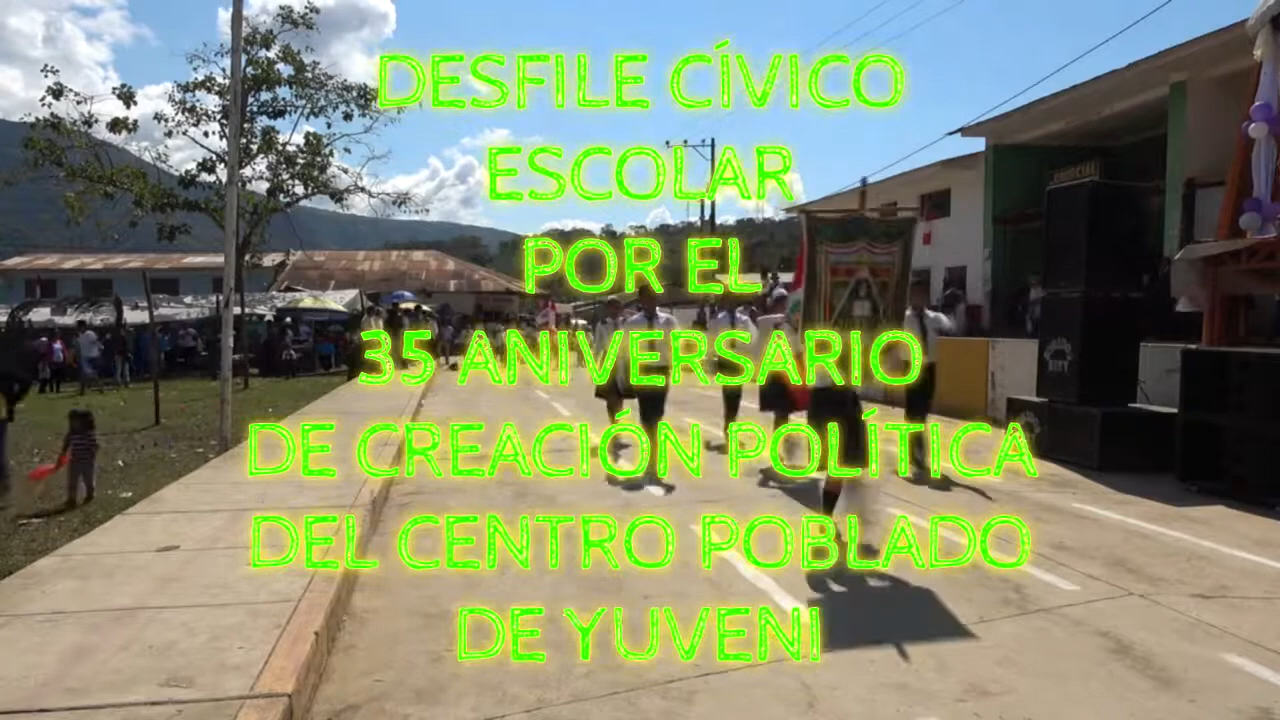 DESFILE CÍVICO
ESCOLAR
POR EL
35 ANIVERSARIO
DE CREACIÓN POLÍTICA
DEL CENTRO POBLADO
DE YUVENI